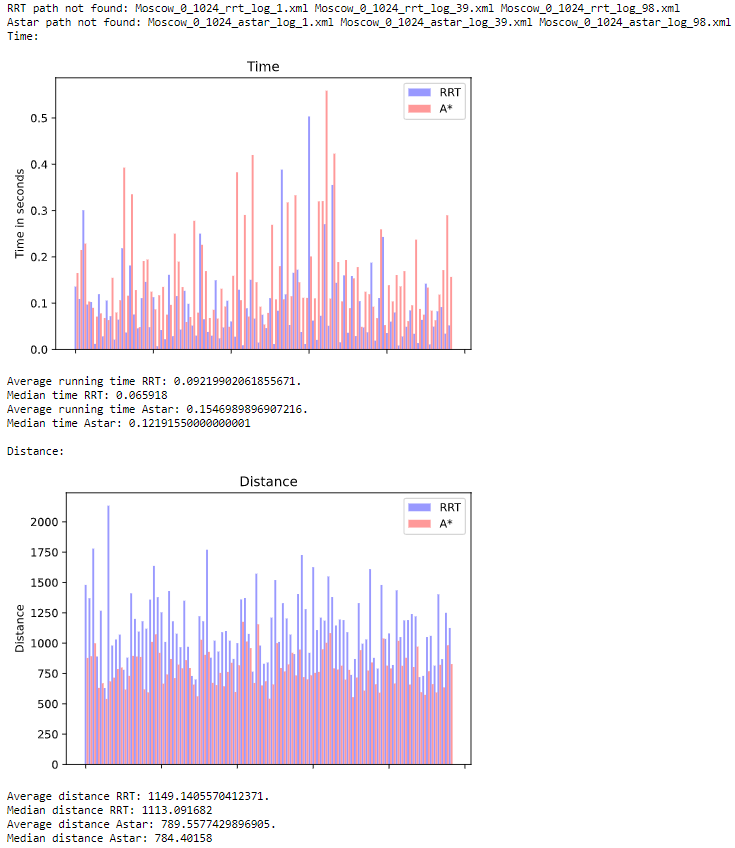 RRT path not found: Moscow_0_1024_rrt_log_1.xml Moscow_0_1024_rrt_log_39.xml Moscow_0_1024_rrt_log_98.xml
Astar path not found: Moscow_0_1024_astar_log_1.xml Moscow_0_1024_astar_log_39.xml Moscow_0_1024_astar_log_98.xml
Time:
Time
RRT
A*
0.5
0.4
0.3
0.2
0.1
0.0
Time in seconds
Average running time RRT: 0.09219902061855671.
Median time RRT: 0.065918
Average running time Astar: 0.1546989896907216.
Median time Astar: 0.12191550000000001
Distance:
Distance
RRT
A*
2000
1750
1500
1250
1000
750
500
250
0
Distance
Average distance RRT: 1149.1405570412371.
Median distance RRT: 1113.091682
Average distance Astar: 789.5577429896905.
Median distance Astar: 784.40158